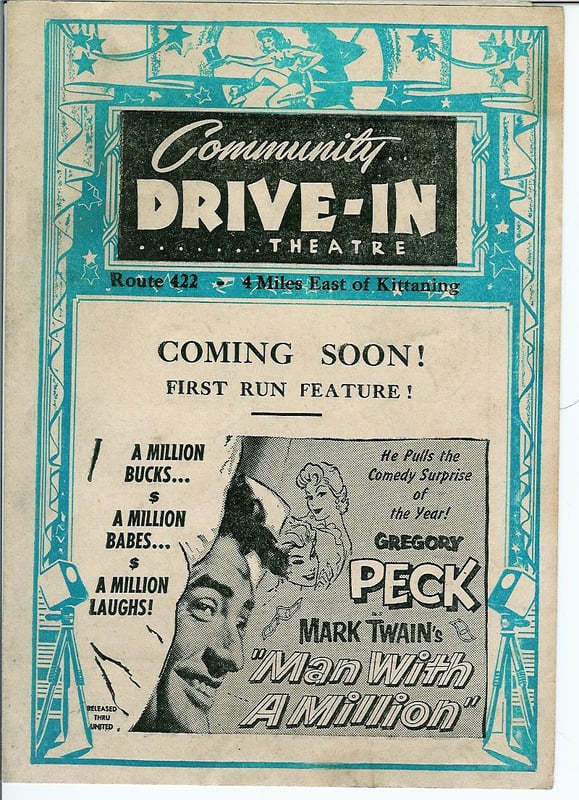 Community
DRIVE-IN
THEATRE
Route 422 - 4 Miles East of Kittaning
COMING SOON!
FIRST RUN FEATURE!
A MILLION
BUCKS...
$
A MILLION
BABES...
$
A MILLION
LAUGHS!
RELEASED
THRU
UNITED
He Pulls the
Comedy Surprise
of
the Year!
GREGORY
PECK
in
MARK TWAIN's
"Man With
A Million"